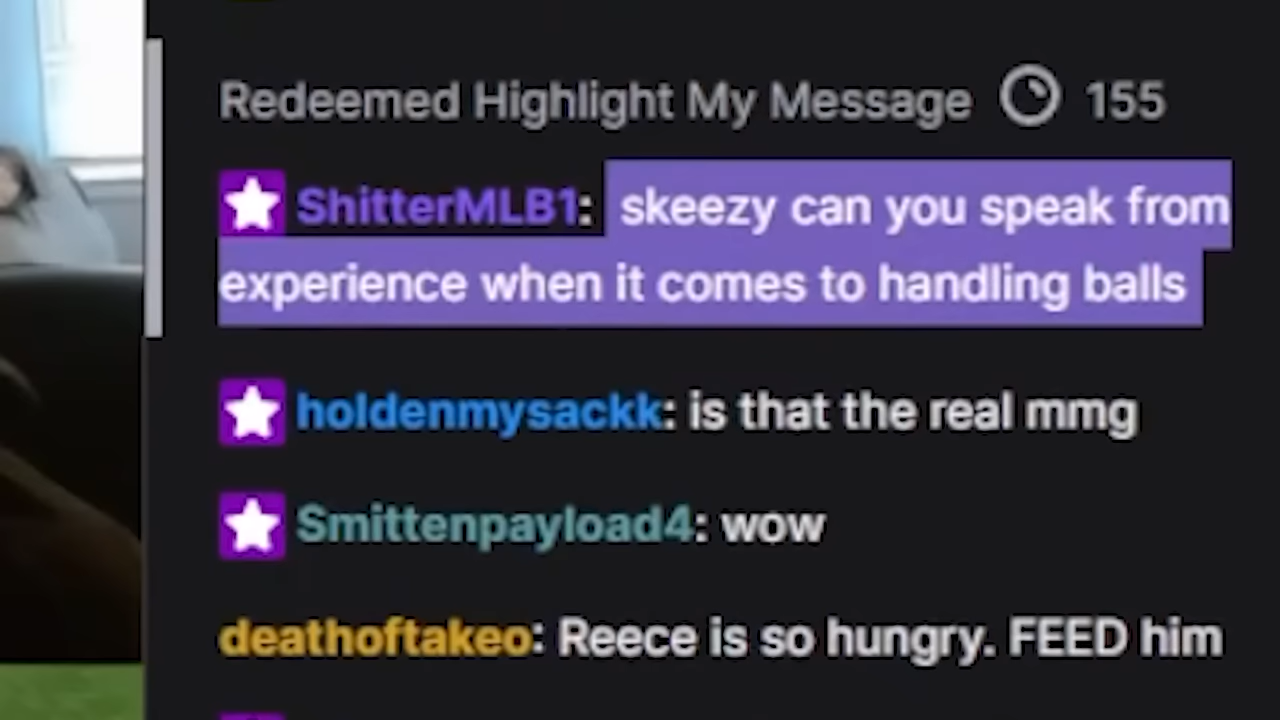 Redeemed Highlight My Message 155
ShitterMLB1: skeezy can you speak from
experience when it comes to handling balls
holdenmysackk: is that the real mmg
Smittenpayload4: wow
deathoftakeo: Reece is so hungry. FEED him